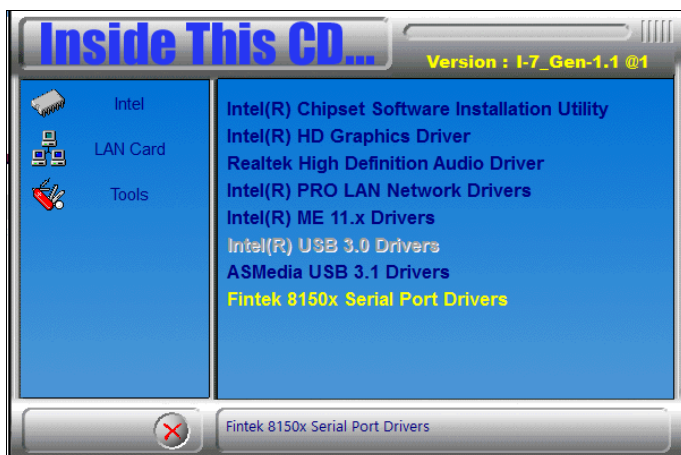 Inside This CD...
Version : I-7_Gen-1.1 @1
Intel
LAN Card
Tools
Intel(R) Chipset Software Installation Utility
Intel(R) HD Graphics Driver
Realtek High Definition Audio Driver
Intel(R) PRO LAN Network Drivers
Intel(R) ME 11.x Drivers
Intel(R) USB 3.0 Drivers
ASMedia USB 3.1 Drivers
Fintek 8150x Serial Port Drivers
Fintek 8150x Serial Port Drivers